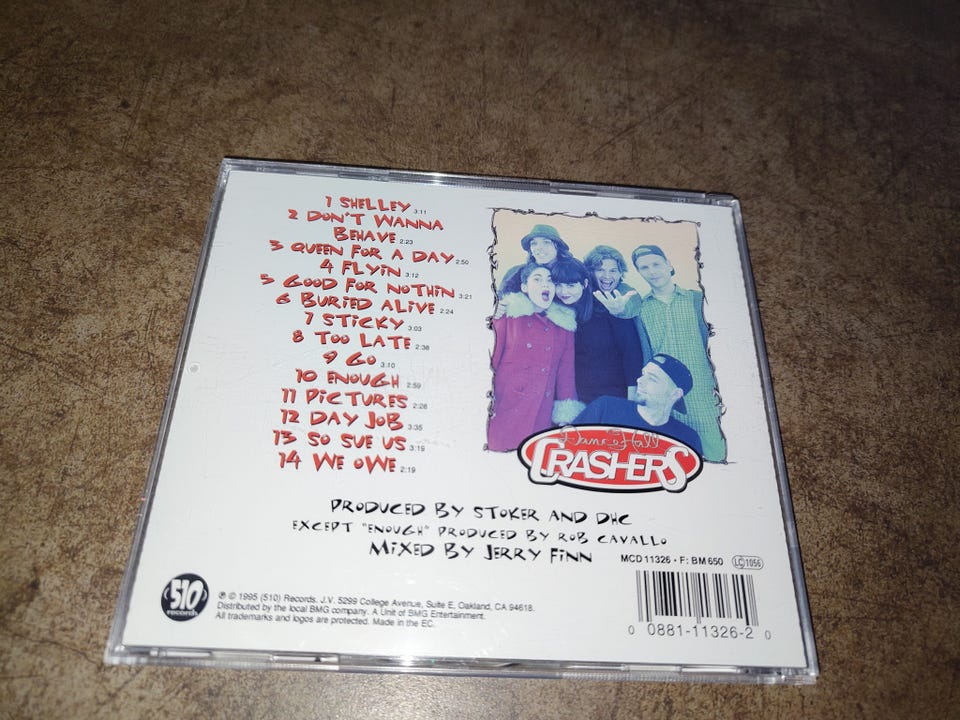 1 SHELLEY 3:11
2 DON'T WANNA
BEHAVE 2:23
3 QUEEN FOR A DAY 2:50
4 FLYIN 3:12
5 GOOD FOR NOTHIN 3:21
6 BURIED ALIVE 2:24
7 STICKY 3:03
8 TOO LATE 2:38
9 GO 3:10
10 ENOUGH 2:59
11 PICTURES 2:28
12 DAY JOB 3:35
13 SO SUE US 3:19
14 WE OWE 2:19
Dance Hall
CRASHERS
PRODUCED BY STOKER AND DHC
EXCEPT "ENOUGH" PRODUCED BY ROB CAVALLO
MIXED BY JERRY FINN
MCD 11326 · F: BM 650 LC 1056
510
records
℗ © 1995 (510) Records. J.V. 5299 College Avenue, Suite E. Oakland, CA 94618.
Distributed by the local BMG company. A Unit of BMG Entertainment.
All trademarks and logos are protected. Made in the EC.
0 0881-11326-2 0